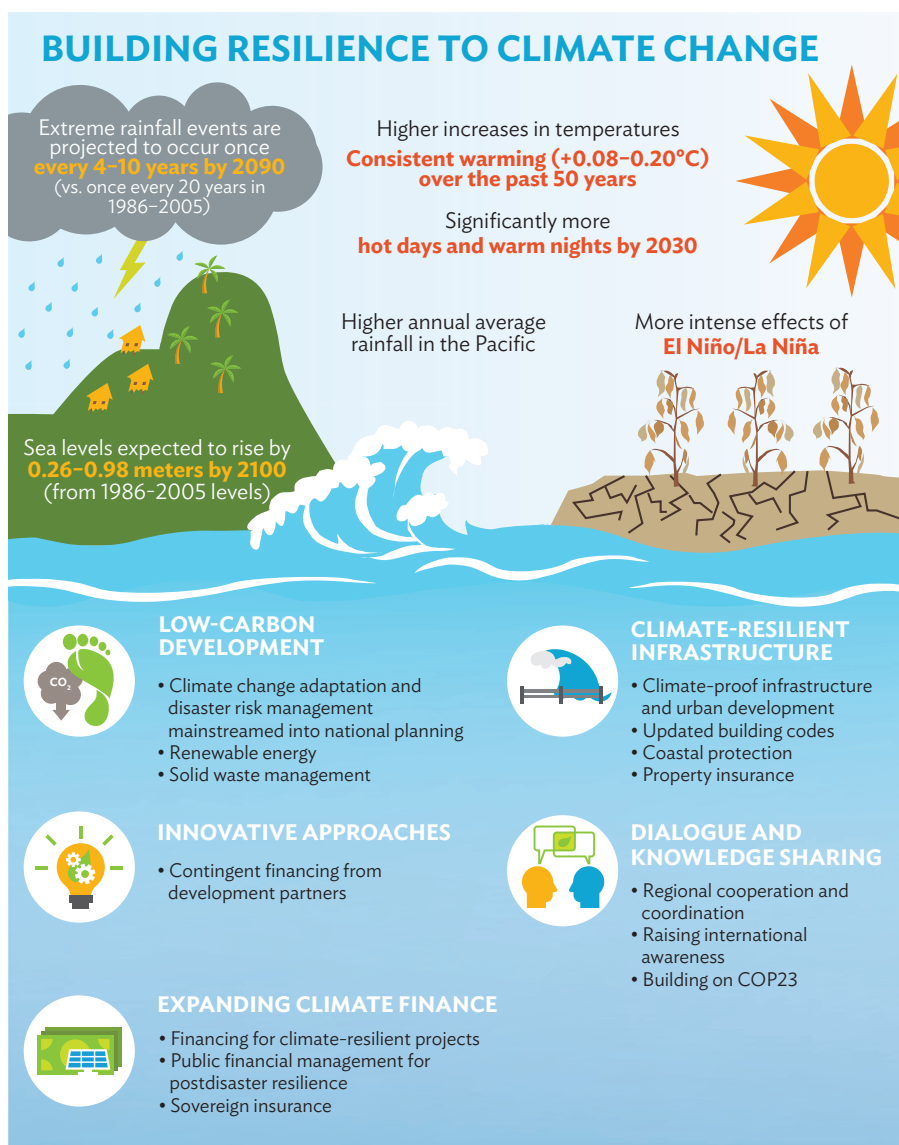 BUILDING RESILIENCE TO CLIMATE CHANGE
Extreme rainfall events are
projected to occur once
every 4–10 years by 2090
(vs. once every 20 years in
1986–2005)
Higher increases in temperatures
Consistent warming (+0.08–0.20°C)
over the past 50 years
Significantly more
hot days and warm nights by 2030
Higher annual average
rainfall in the Pacific
More intense effects of
El Niño/La Niña
Sea levels expected to rise by
0.26–0.98 meters by 2100
(from 1986–2005 levels)
CO2
LOW-CARBON
DEVELOPMENT
• Climate change adaptation and
disaster risk management
mainstreamed into national planning
• Renewable energy
• Solid waste management
CLIMATE-RESILIENT
INFRASTRUCTURE
• Climate-proof infrastructure
and urban development
• Updated building codes
• Coastal protection
• Property insurance
INNOVATIVE APPROACHES
• Contingent financing from
development partners
DIALOGUE AND
KNOWLEDGE SHARING
• Regional cooperation and
coordination
• Raising international
awareness
• Building on COP23
EXPANDING CLIMATE FINANCE
• Financing for climate-resilient projects
• Public financial management for
postdisaster resilience
• Sovereign insurance